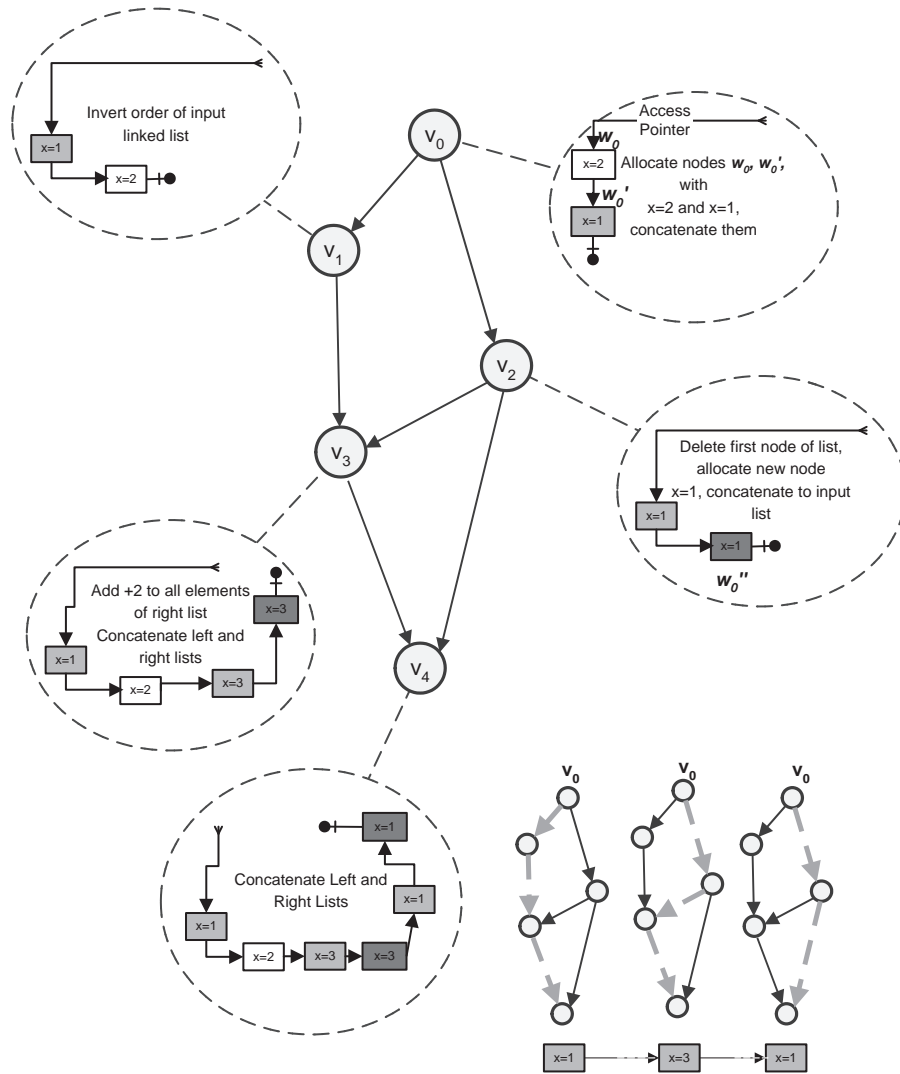 Invert order of input
linked list
x=1
x=2
v0
Access
Pointer
w0
x=2
Allocate nodes w0, w0',
with
w0'
x=1
x=2 and x=1,
concatenate them
v1
v2
Delete first node of list,
allocate new node
x=1, concatenate to input
list
x=1
x=1
w0''
v3
Add +2 to all elements
of right list
Concatenate left and
right lists
x=3
x=1
x=2
x=3
v4
x=1
Concatenate Left and
Right Lists
x=1
x=1
x=2
x=3
x=3
v0
v0
v0
x=1
x=3
x=1